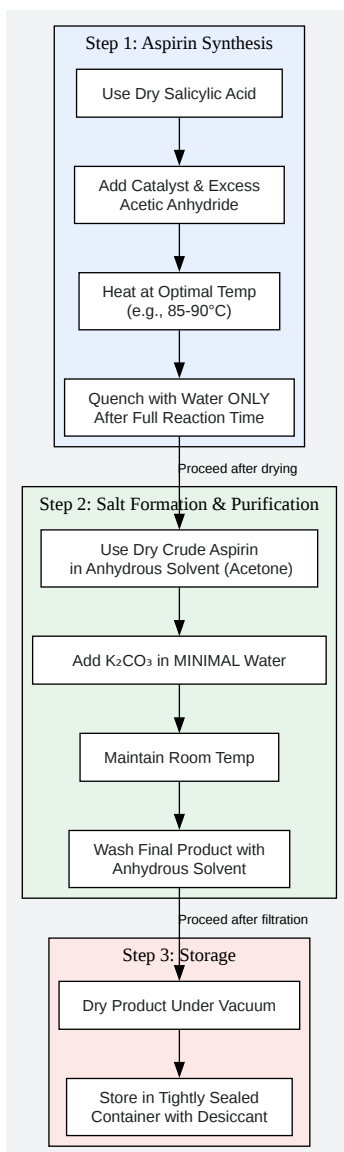 Step 1: Aspirin Synthesis
Use Dry Salicylic Acid
Add Catalyst & Excess
Acetic Anhydride
Heat at Optimal Temp
(e.g., 85-90°C)
Quench with Water ONLY
After Full Reaction Time
Proceed after drying
Step 2: Salt Formation & Purification
Use Dry Crude Aspirin
in Anhydrous Solvent (Acetone)
Add K₂CO₃ in MINIMAL Water
Maintain Room Temp
Wash Final Product with
Anhydrous Solvent
Proceed after filtration
Step 3: Storage
Dry Product Under Vacuum
Store in Tightly Sealed
Container with Desiccant